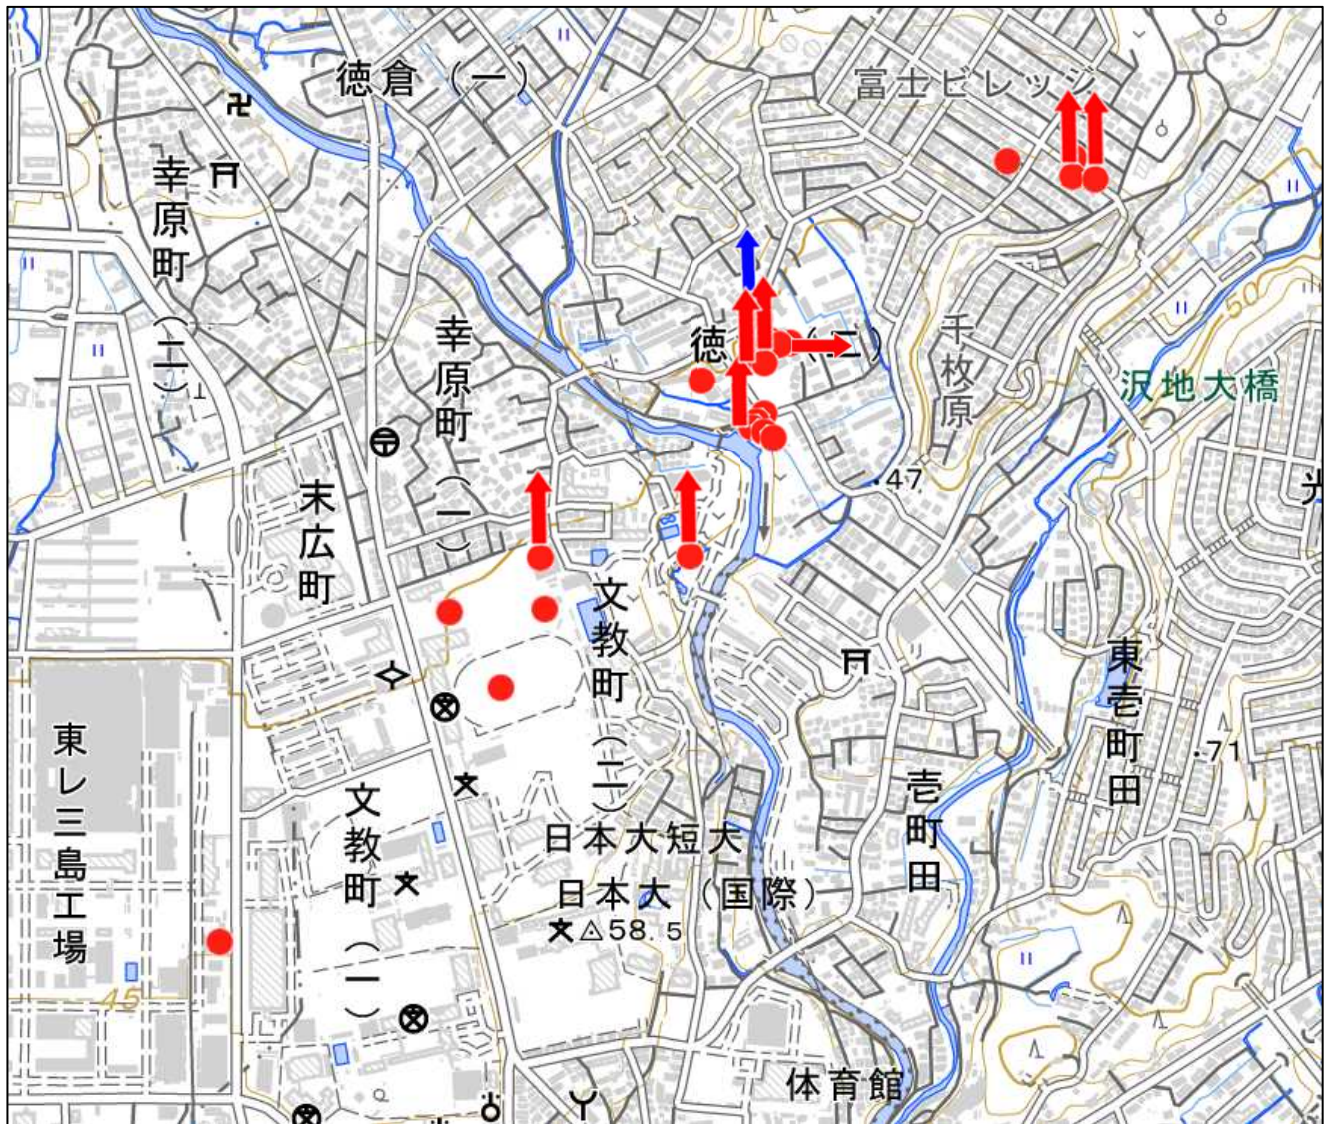 徳倉（一）
富士ビレッジ
幸原町（二）
幸原町（一）
徳
（二）
千枚原
沢地大橋
50
・47
末広町
光
文教町（二）
東壱町田
・71
東レ三島工場
文教町（一）
壱町田
日本大短大
日本大（国際）
58.5
45
体育館